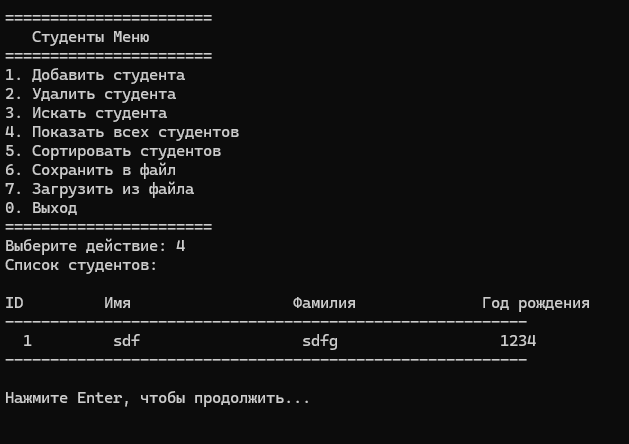 =======================
Студенты Меню
=======================
1. Добавить студента
2. Удалить студента
3. Искать студента
4. Показать всех студентов
5. Сортировать студентов
6. Сохранить в файл
7. Загрузить из файла
0. Выход
=======================
Выберите действие: 4
Список студентов:
ID Имя Фамилия Год рождения
----------------------------------------------------------
1 sdf sdfg 1234
----------------------------------------------------------
Нажмите Enter, чтобы продолжить...